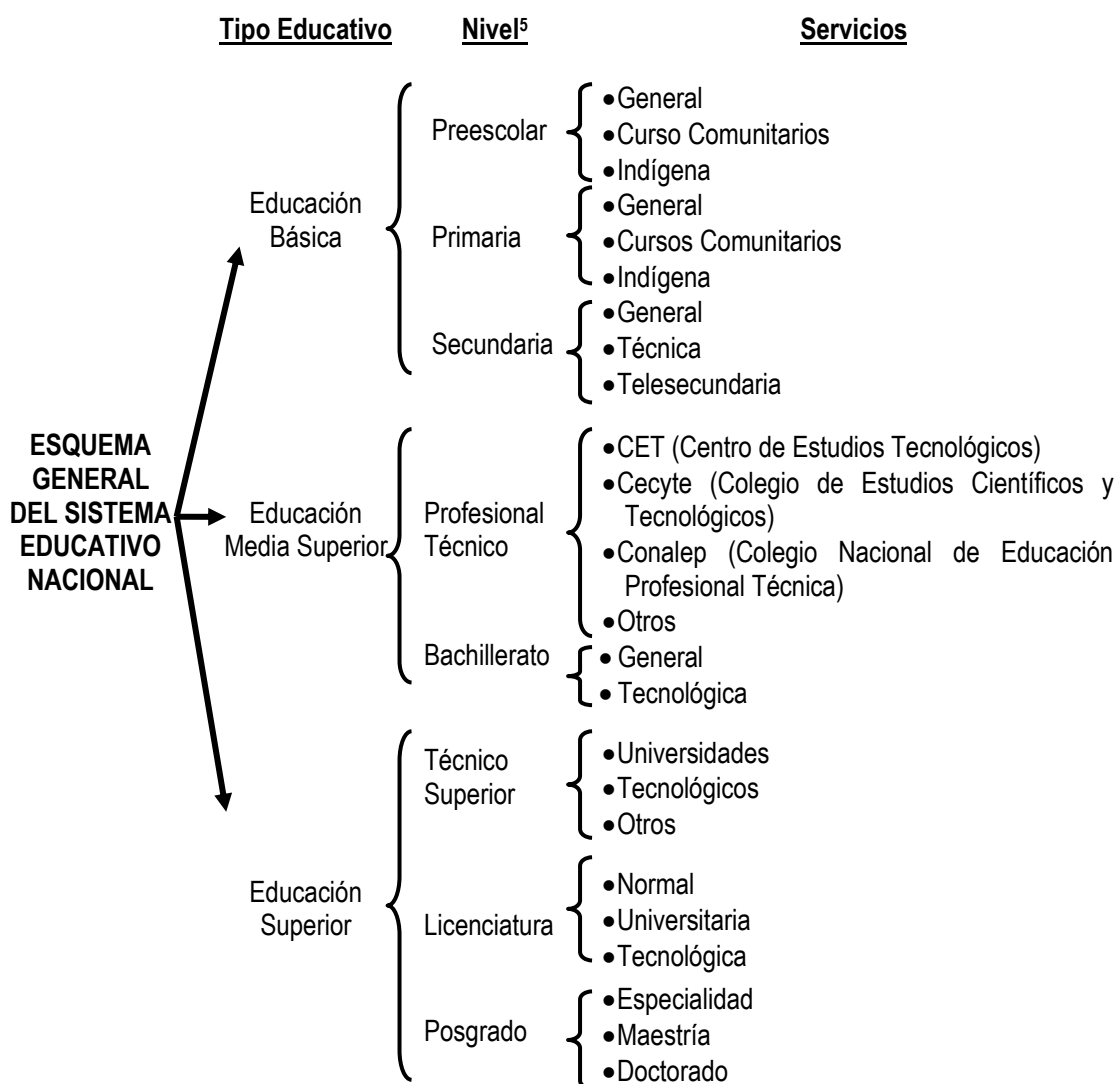 Tipo Educativo Nivel⁵ Servicios
ESQUEMA
GENERAL
DEL SISTEMA
EDUCATIVO
NACIONAL
Educación
Básica
Preescolar
•General
•Curso Comunitarios
•Indígena
Primaria
•General
•Cursos Comunitarios
•Indígena
Secundaria
•General
•Técnica
•Telesecundaria
Educación
Media Superior
Profesional
Técnico
•CET (Centro de Estudios Tecnológicos)
•Cecyte (Colegio de Estudios Científicos y
Tecnológicos)
•Conalep (Colegio Nacional de Educación
Profesional Técnica)
•Otros
Bachillerato
• General
• Tecnológica
Educación
Superior
Técnico
Superior
•Universidades
•Tecnológicos
•Otros
Licenciatura
•Normal
•Universitaria
•Tecnológica
Posgrado
•Especialidad
•Maestría
•Doctorado